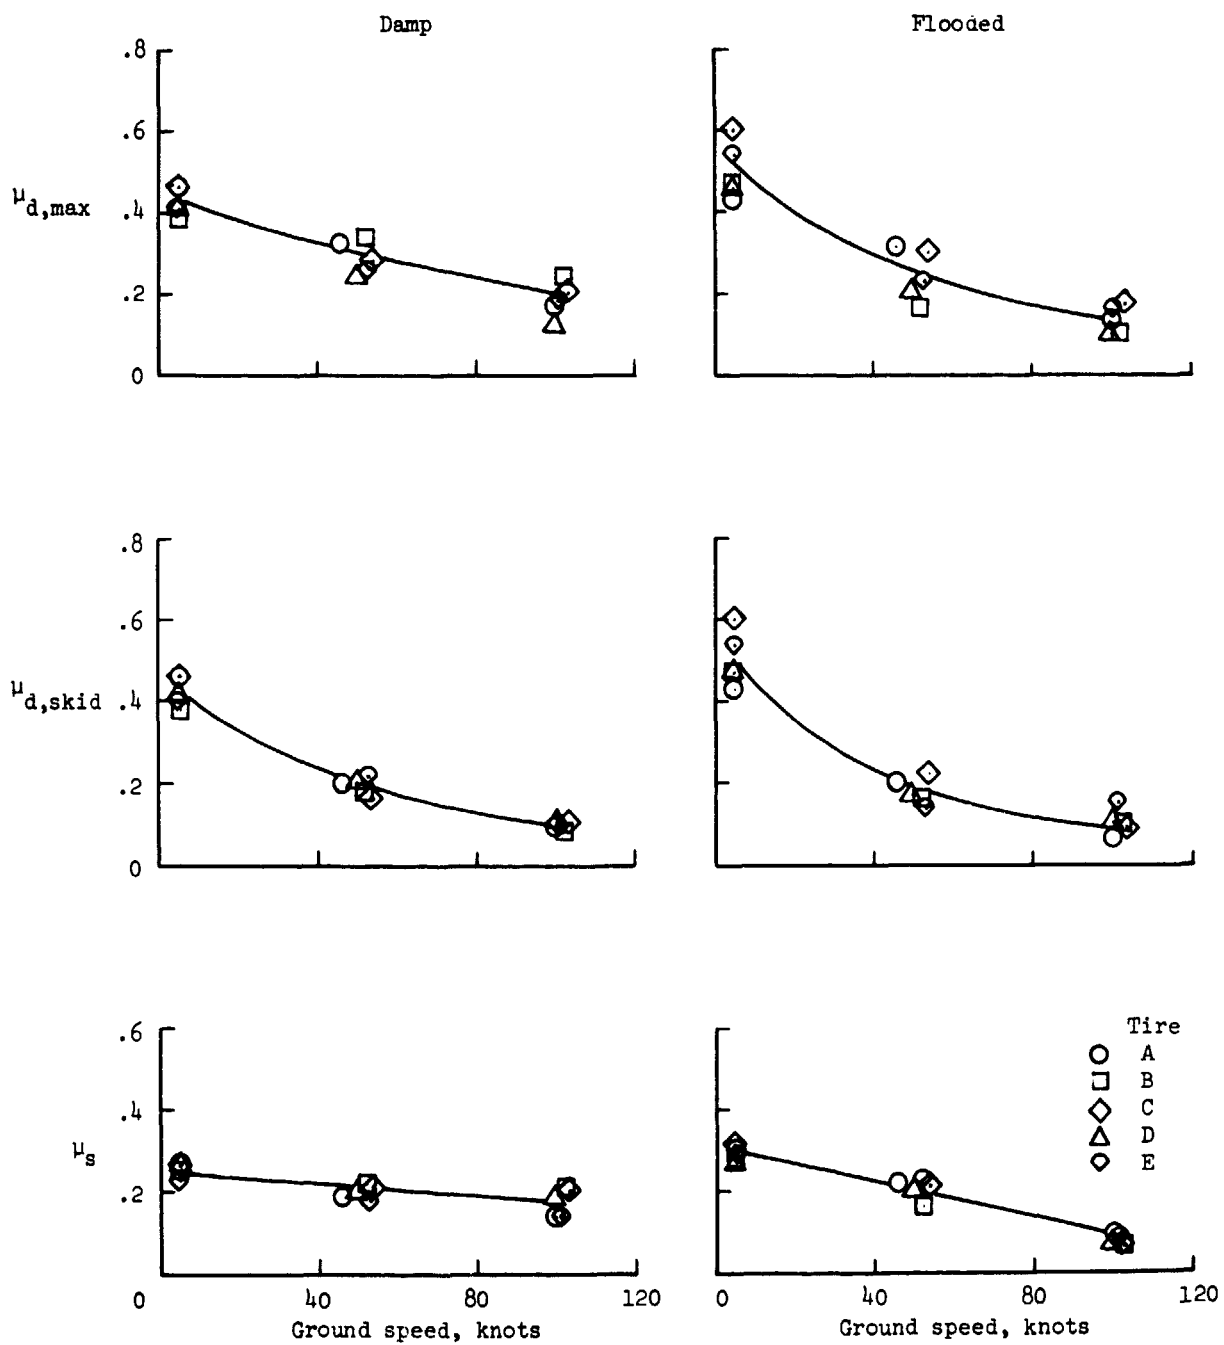 Damp
Flooded
.8
.6
μd,max .4
.2
0
.8
.6
μd,skid .4
.2
0
.6
.4
μs
.2
Tire
A
B
C
D
E
0 40 80 120
0 40 80 120
Ground speed, knots
Ground speed, knots